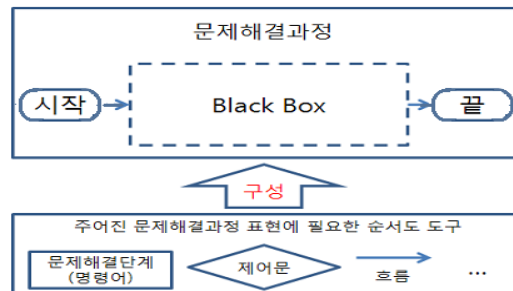 문제해결과정
시작
Black Box
끝
구성
주어진 문제해결과정 표현에 필요한 순서도 도구
문제해결단계
(명령어)
제어문
흐름
...